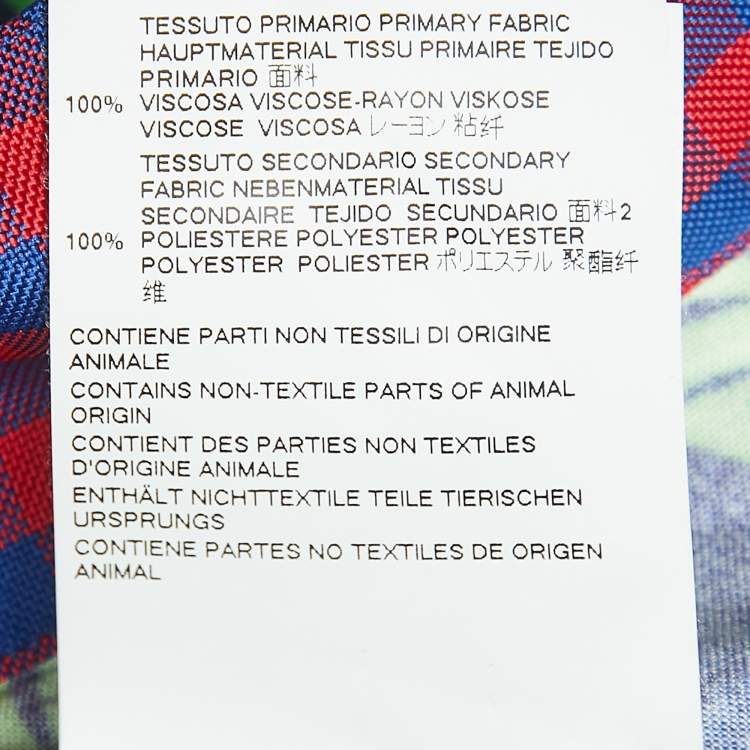 TESSUTO PRIMARIO PRIMARY FABRIC
HAUPTMATERIAL TISSU PRIMAIRE TEJIDO
PRIMARIO 面料
100% VISCOSA VISCOSE-RAYON VISKOSE
VISCOSE VISCOSA レーヨン 粘纤
TESSUTO SECONDARIO SECONDARY
FABRIC NEBENMATERIAL TISSU
SECONDAIRE TEJIDO SECUNDARIO 面料2
100% POLIESTERE POLYESTER POLYESTER
POLYESTER POLIESTER ポリエステル 聚酯纤
维
CONTIENE PARTI NON TESSILI DI ORIGINE
ANIMALE
CONTAINS NON-TEXTILE PARTS OF ANIMAL
ORIGIN
CONTIENT DES PARTIES NON TEXTILES
D'ORIGINE ANIMALE
ENTHÄLT NICHTTEXTILE TEILE TIERISCHEN
URSPRUNGS
CONTIENE PARTES NO TEXTILES DE ORIGEN
ANIMAL